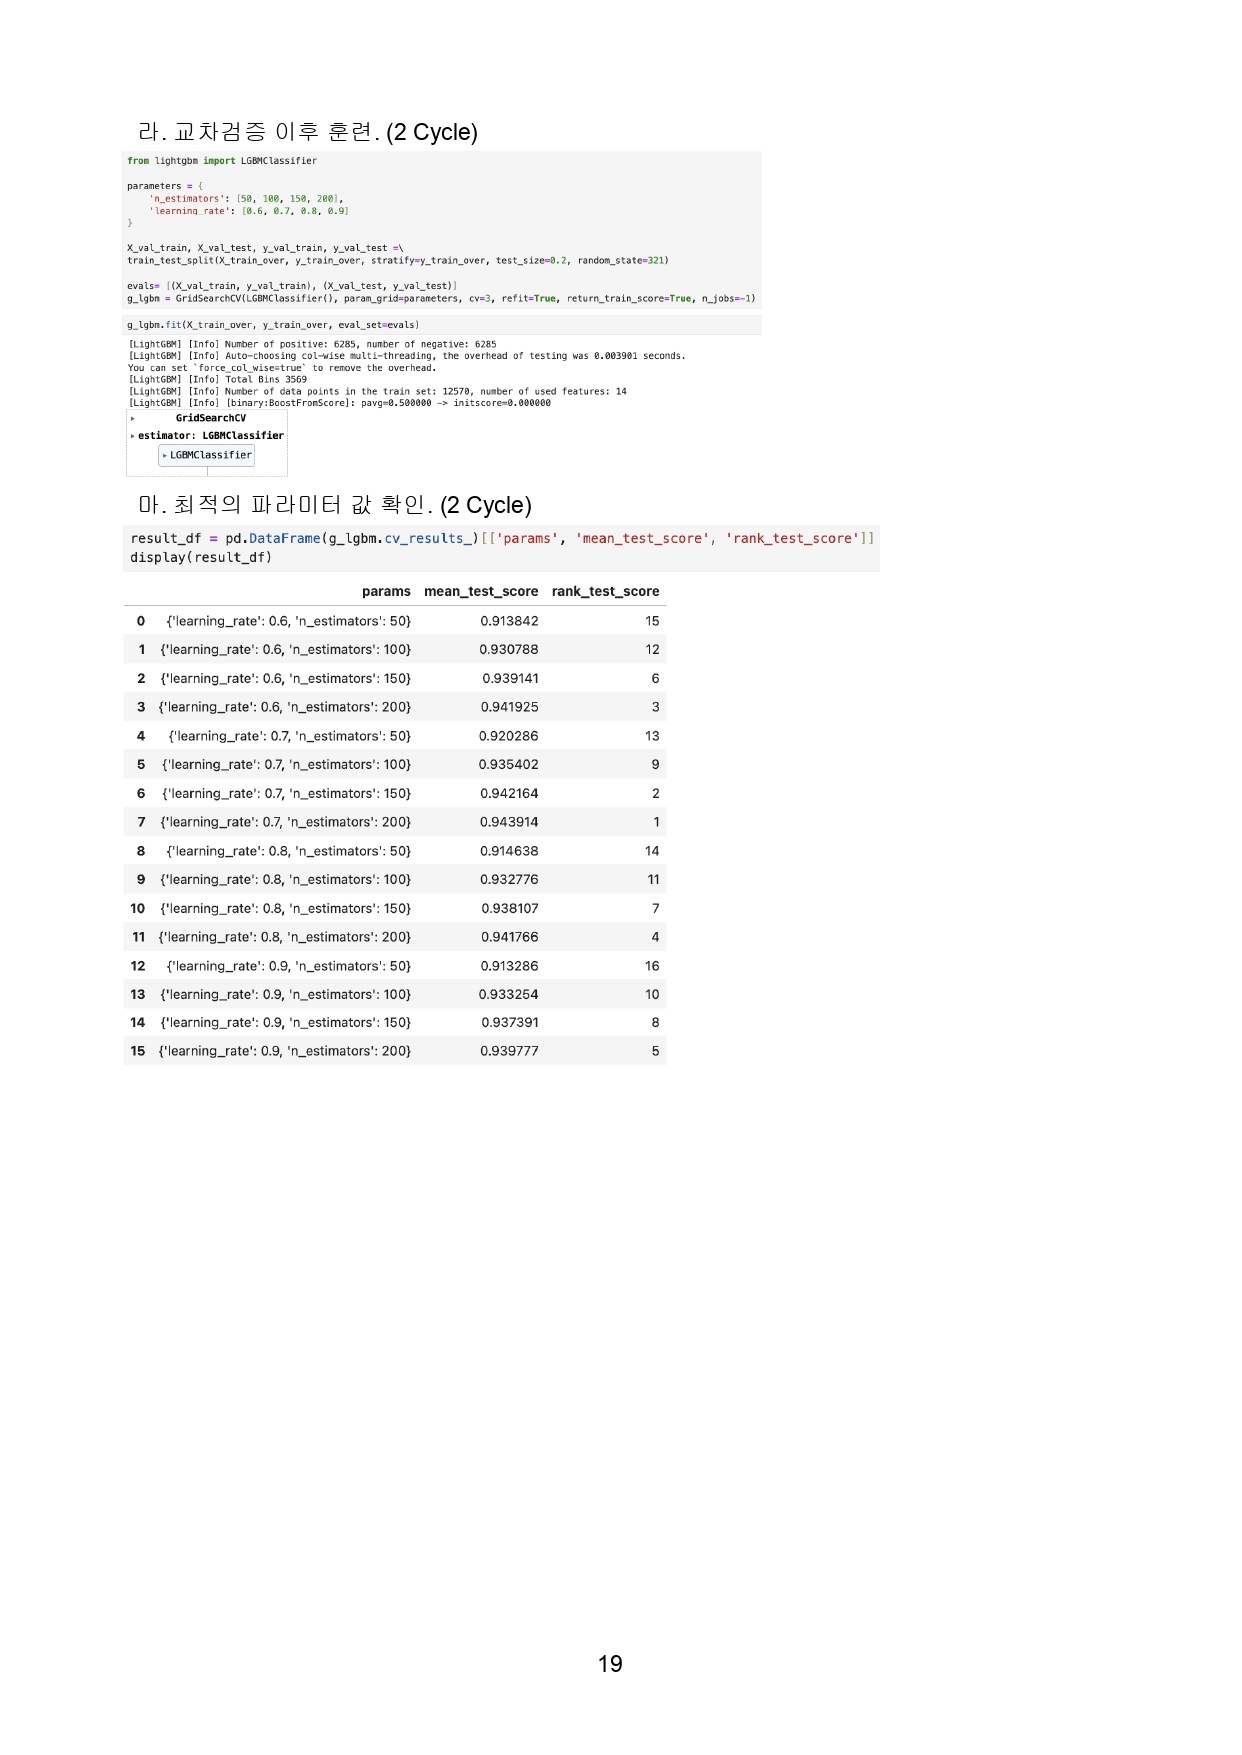 라. 교차검증 이후 훈련. (2 Cycle)
from lightgbm import LGBMClassifier
parameters = {
'n_estimators': [50, 100, 150, 200],
'learning_rate': [0.6, 0.7, 0.8, 0.9]
}
X_val_train, X_val_test, y_val_train, y_val_test =\
train_test_split(X_train_over, y_train_over, stratify=y_train_over, test_size=0.2, random_state=321)
evals= [(X_val_train, y_val_train), (X_val_test, y_val_test)]
g_lgbm = GridSearchCV(LGBMClassifier(), param_grid=parameters, cv=3, refit=True, return_train_score=True, n_jobs=-1)
g_lgbm.fit(X_train_over, y_train_over, eval_set=evals)
[LightGBM] [Info] Number of positive: 6285, number of negative: 6285
[LightGBM] [Info] Auto-choosing col-wise multi-threading, the overhead of testing was 0.003901 seconds.
You can set `force_col_wise=true` to remove the overhead.
[LightGBM] [Info] Total Bins 3569
[LightGBM] [Info] Number of data points in the train set: 12570, number of used features: 14
[LightGBM] [Info] [binary:BoostFromScore]: pavg=0.500000 -> initscore=0.000000
▸ GridSearchCV
▸ estimator: LGBMClassifier
▸ LGBMClassifier
마. 최적의 파라미터 값 확인. (2 Cycle)
result_df = pd.DataFrame(g_lgbm.cv_results_)[['params', 'mean_test_score', 'rank_test_score']]
display(result_df)
params mean_test_score rank_test_score
0 {'learning_rate': 0.6, 'n_estimators': 50} 0.913842 15
1 {'learning_rate': 0.6, 'n_estimators': 100} 0.930788 12
2 {'learning_rate': 0.6, 'n_estimators': 150} 0.939141 6
3 {'learning_rate': 0.6, 'n_estimators': 200} 0.941925 3
4 {'learning_rate': 0.7, 'n_estimators': 50} 0.920286 13
5 {'learning_rate': 0.7, 'n_estimators': 100} 0.935402 9
6 {'learning_rate': 0.7, 'n_estimators': 150} 0.942164 2
7 {'learning_rate': 0.7, 'n_estimators': 200} 0.943914 1
8 {'learning_rate': 0.8, 'n_estimators': 50} 0.914638 14
9 {'learning_rate': 0.8, 'n_estimators': 100} 0.932776 11
10 {'learning_rate': 0.8, 'n_estimators': 150} 0.938107 7
11 {'learning_rate': 0.8, 'n_estimators': 200} 0.941766 4
12 {'learning_rate': 0.9, 'n_estimators': 50} 0.913286 16
13 {'learning_rate': 0.9, 'n_estimators': 100} 0.933254 10
14 {'learning_rate': 0.9, 'n_estimators': 150} 0.937391 8
15 {'learning_rate': 0.9, 'n_estimators': 200} 0.939777 5
19